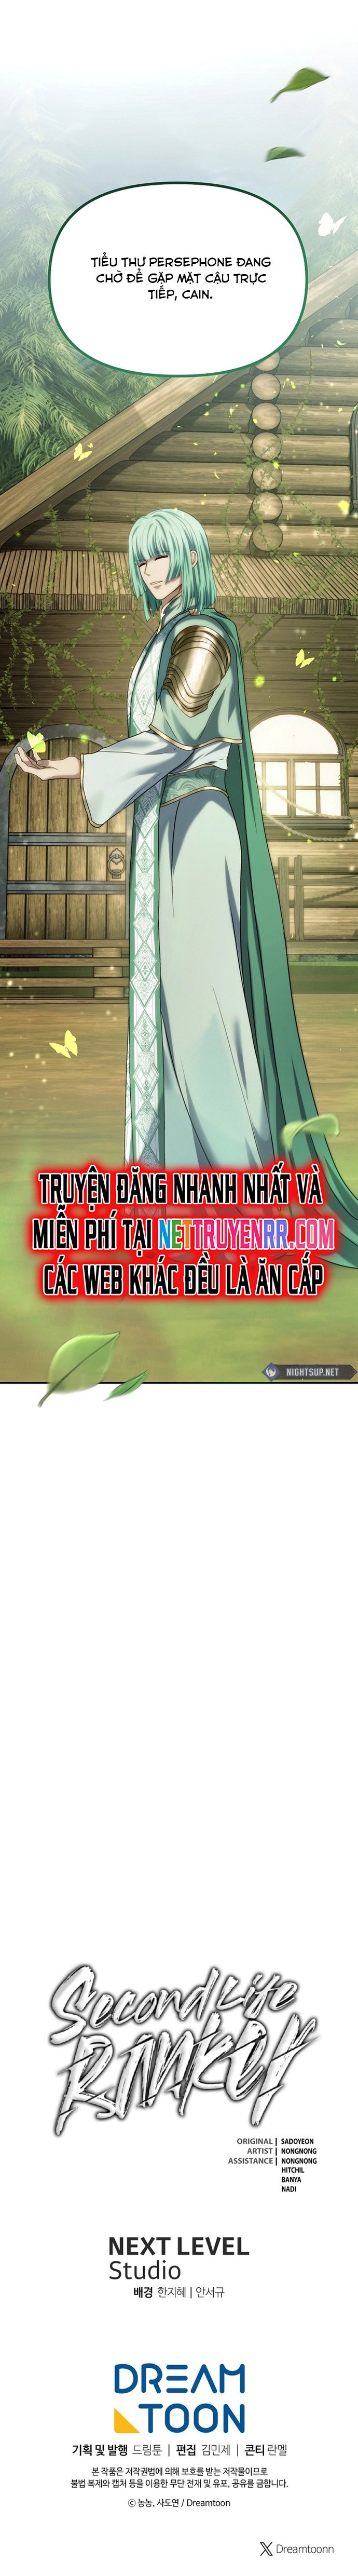 TIỂU THƯ PERSEPHONE ĐANG
CHỜ ĐỂ GẶP MẶT CẬU TRỰC
TIẾP, CAIN.
TRUYỆN ĐĂNG NHANH NHẤT VÀ
MIỄN PHÍ TẠI NETTRUYENRR.COM
CÁC WEB KHÁC ĐỀU LÀ ĂN CẮP
NIGHTSUP.NET
Second Life
RANKER
ORIGINAL | SADOYEON
ARTIST | NONGNONG
ASSISTANCE | NONGNONG
HITCHIL
BANYA
NADI
NEXT LEVEL
Studio
배경 한지혜 | 안서규
DREAM
TOON
기획 및 발행 드림툰 | 편집 김민제 | 콘티 란멜
본 작품은 저작권법에 의해 보호를 받는 저작물이므로
불법 복제와 캡처 등을 이용한 무단 전재 및 유포, 공유를 금합니다.
ⓒ 농농, 사도연 / Dreamtoon
X Dreamtoonn